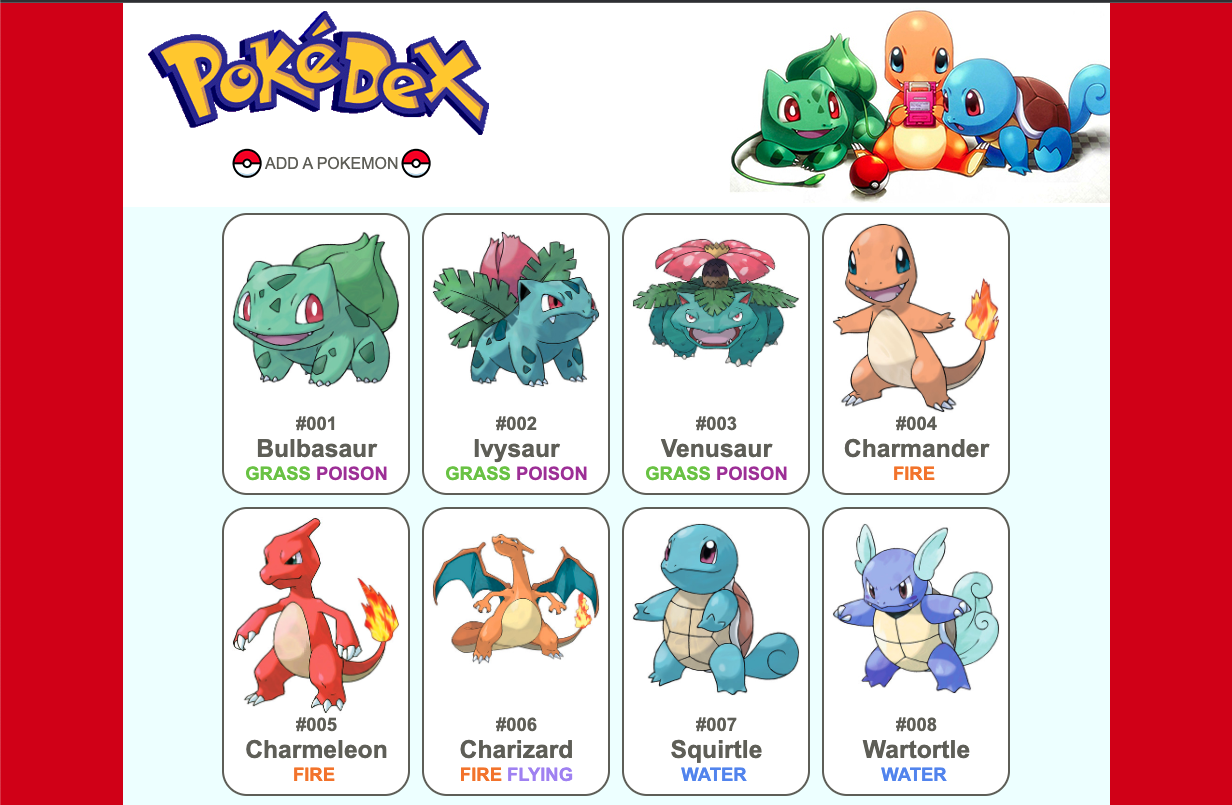 PokéDex
ADD A POKEMON
#001
Bulbasaur
GRASS POISON
#002
Ivysaur
GRASS POISON
#003
Venusaur
GRASS POISON
#004
Charmander
FIRE
#005
Charmeleon
FIRE
#006
Charizard
FIRE FLYING
#007
Squirtle
WATER
#008
Wartortle
WATER